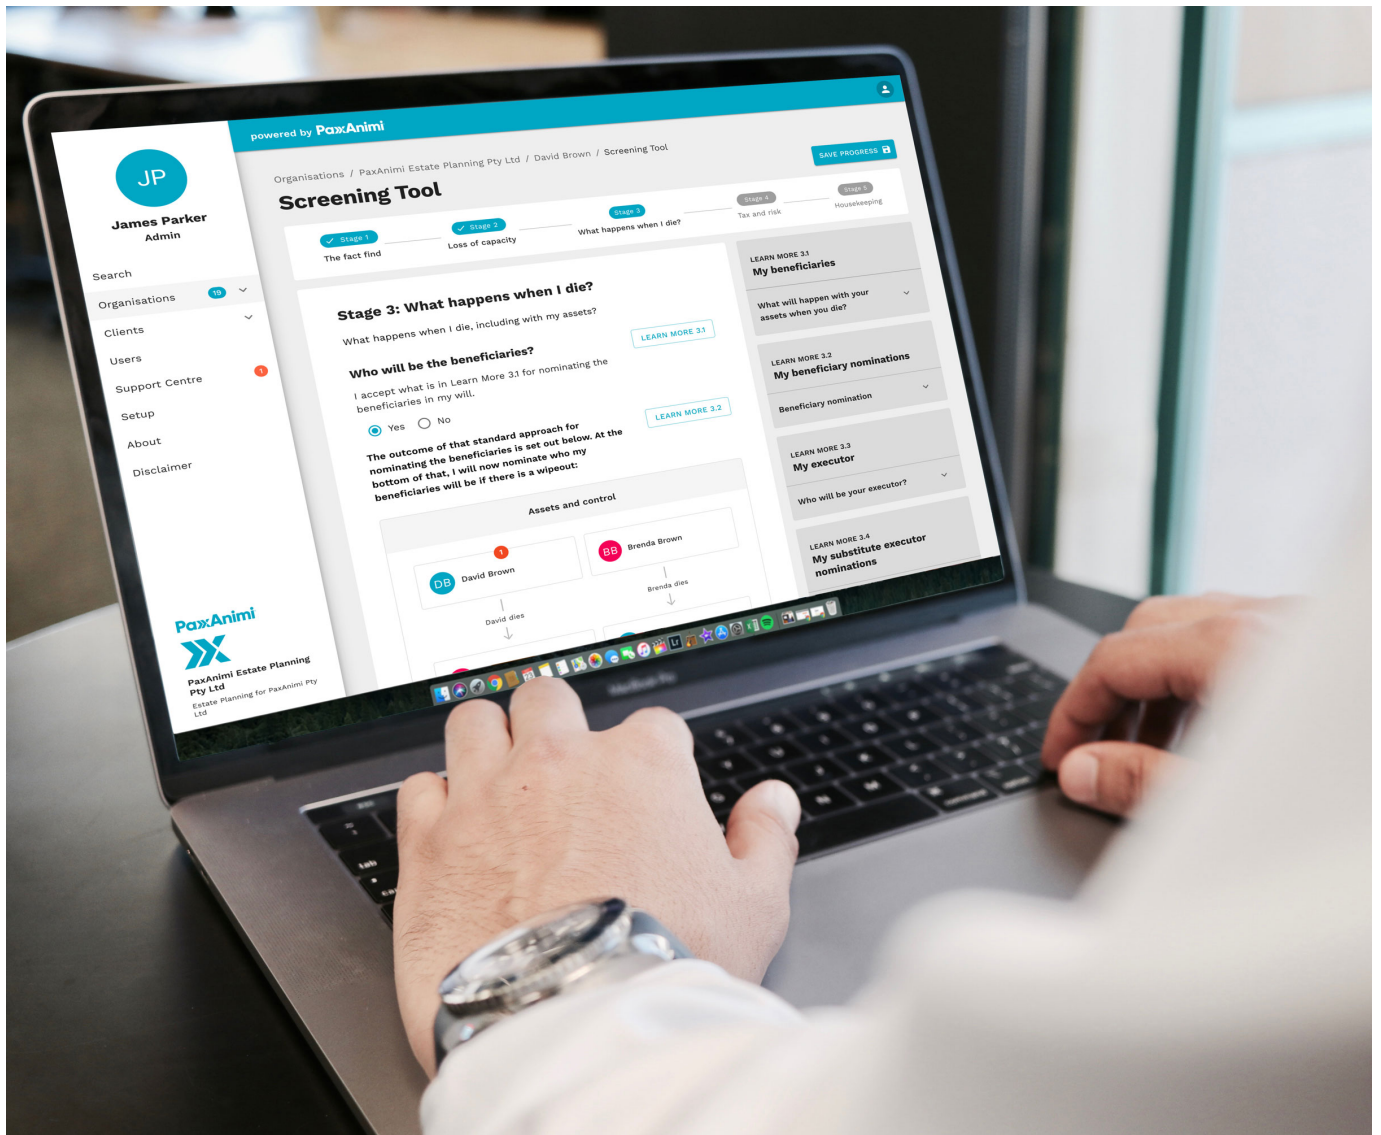 powered by PaxAnimi
JP
James Parker
Admin
Search
Organisations 19
Clients
Users
Support Centre 1
Setup
About
Disclaimer
PaxAnimi
PaxAnimi Estate Planning
Pty Ltd
Estate Planning for PaxAnimi Pty
Ltd
Organisations / PaxAnimi Estate Planning Pty Ltd / David Brown / Screening Tool
Screening Tool
SAVE PROGRESS
Stage 1
The fact find
Stage 2
Loss of capacity
Stage 3
What happens when I die?
Stage 4
Tax and risk
Stage 5
Housekeeping
Stage 3: What happens when I die?
What happens when I die, including with my assets?
Who will be the beneficiaries?
LEARN MORE 3.1
I accept what is in Learn More 3.1 for nominating the
beneficiaries in my will.
Yes No
LEARN MORE 3.2
The outcome of that standard approach for
nominating the beneficiaries is set out below. At the
bottom of that, I will now nominate who my
beneficiaries will be if there is a wipeout:
Assets and control
1
DB David Brown
BB Brenda Brown
David dies
Brenda dies
LEARN MORE 3.1
My beneficiaries
What will happen with your
assets when you die?
LEARN MORE 3.2
My beneficiary nominations
Beneficiary nomination
LEARN MORE 3.3
My executor
Who will be your executor?
LEARN MORE 3.4
My substitute executor
nominations
Lr